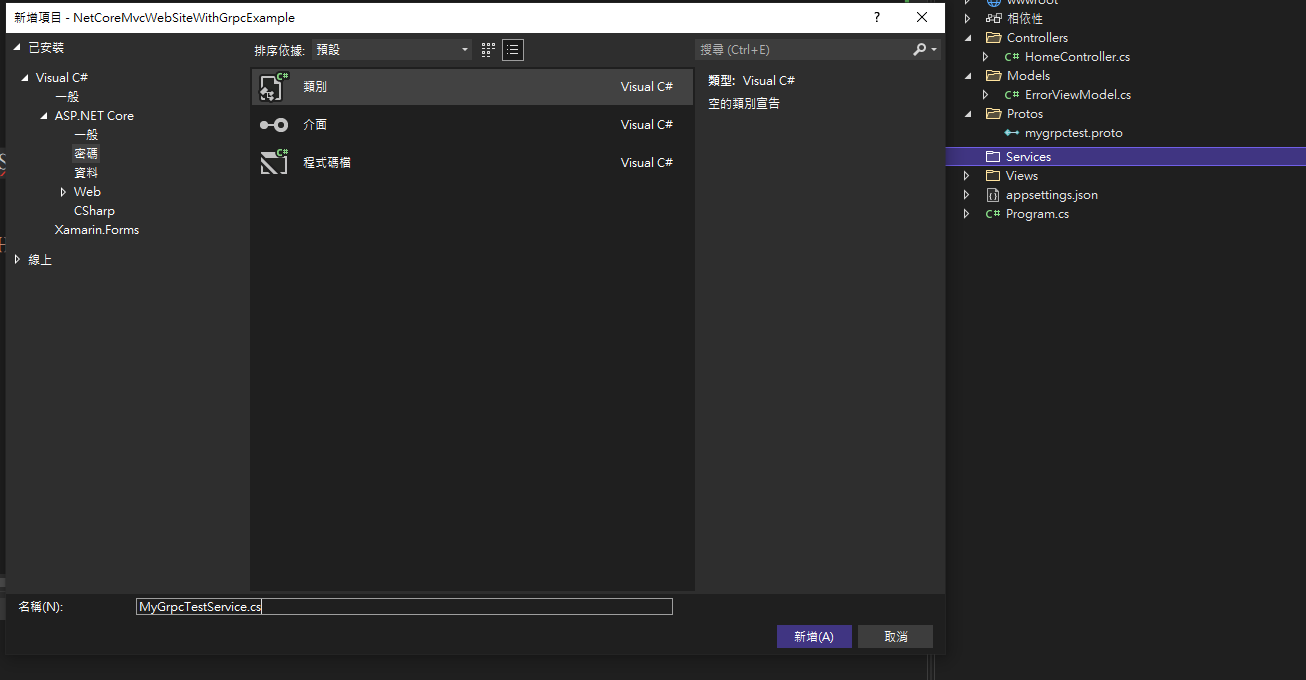 新增項目 - NetCoreMvcWebSiteWithGrpcExample
?
已安裝
Visual C#
一般
ASP.NET Core
一般
密碼
資料
Web
CSharp
Xamarin.Forms
線上
排序依據: 預設
類別 Visual C#
介面 Visual C#
程式碼檔 Visual C#
搜尋 (Ctrl+E)
類型: Visual C#
空的類別宣告
名稱(N): MyGrpcTestService.cs
新增(A) 取消
wwwroot
相依性
Controllers
C# HomeController.cs
Models
C# ErrorViewModel.cs
Protos
mygrpctest.proto
Services
Views
appsettings.json
C# Program.cs